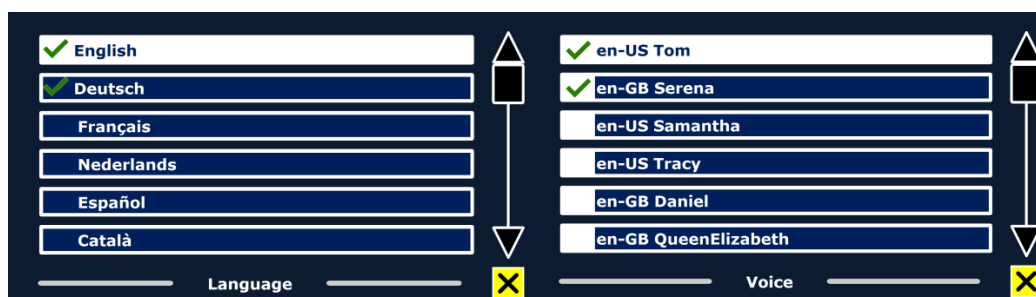 English
Deutsch
Français
Nederlands
Español
Català
Language
en-US Tom
en-GB Serena
en-US Samantha
en-US Tracy
en-GB Daniel
en-GB QueenElizabeth
Voice